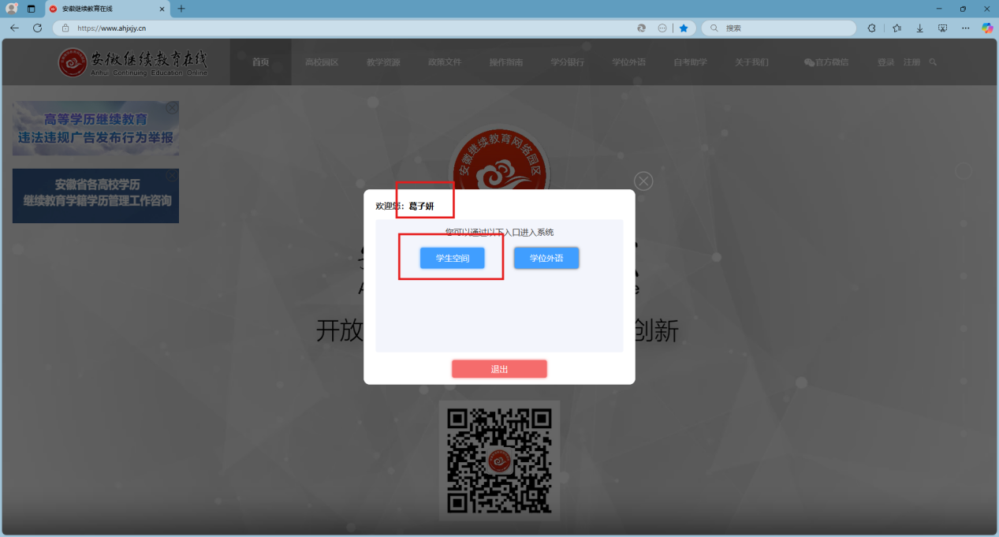 安徽继续教育在线
https://www.ahjxjy.cn
搜索
安徽继续教育在线
Anhui Continuing Education Online
首页
高校园区
教学资源
政策文件
操作指南
学分银行
学位外语
自考助学
关于我们
官方微信
登录
注册
高等学历继续教育
违法违规广告发布行为举报
安徽省各高校学历
继续教育学籍学历管理工作咨询
安徽继续教育网络园区
欢迎您：葛子妍
您可以通过以下入口进入系统
学生空间
学位外语
开放
创新
退出